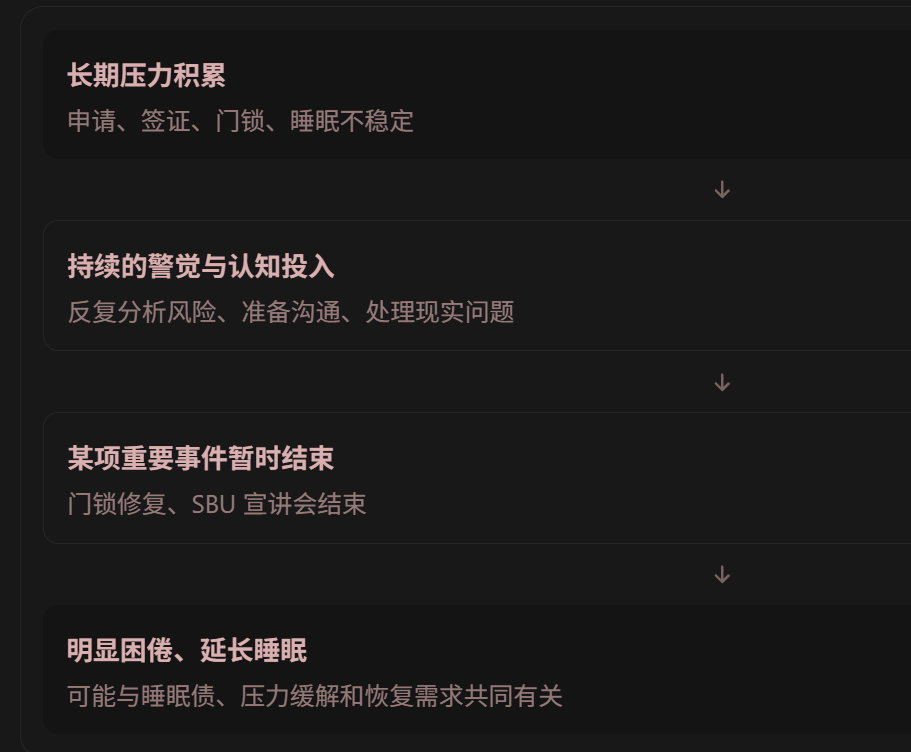 长期压力积累
申请、签证、门锁、睡眠不稳定
↓
持续的警觉与认知投入
反复分析风险、准备沟通、处理现实问题
↓
某项重要事件暂时结束
门锁修复、SBU 宣讲会结束
↓
明显困倦、延长睡眠
可能与睡眠债、压力缓解和恢复需求共同有关